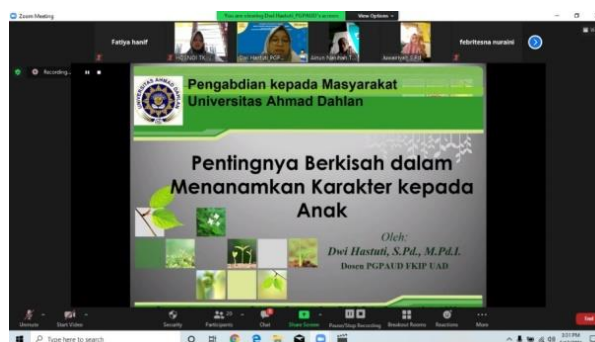 Zoom Meeting
You are viewing Dwi Hastuti_PGPAUD's screen
View Options
Fatiya hanif
febritesna nuraini
Recording...
Pengabdian kepada Masyarakat
Universitas Ahmad Dahlan
Pentingnya Berkisah dalam
Menanamkan Karakter kepada
Anak
Oleh:
Dwi Hastuti, S.Pd., M.Pd.I.
Dosen PGPAUD FKIP UAD
Unmute
Start Video
Security
Participants
Chat
Share Screen
Pause/Stop Recording
Breakout Rooms
Reactions
More
End
Type here to search
3:01 PM